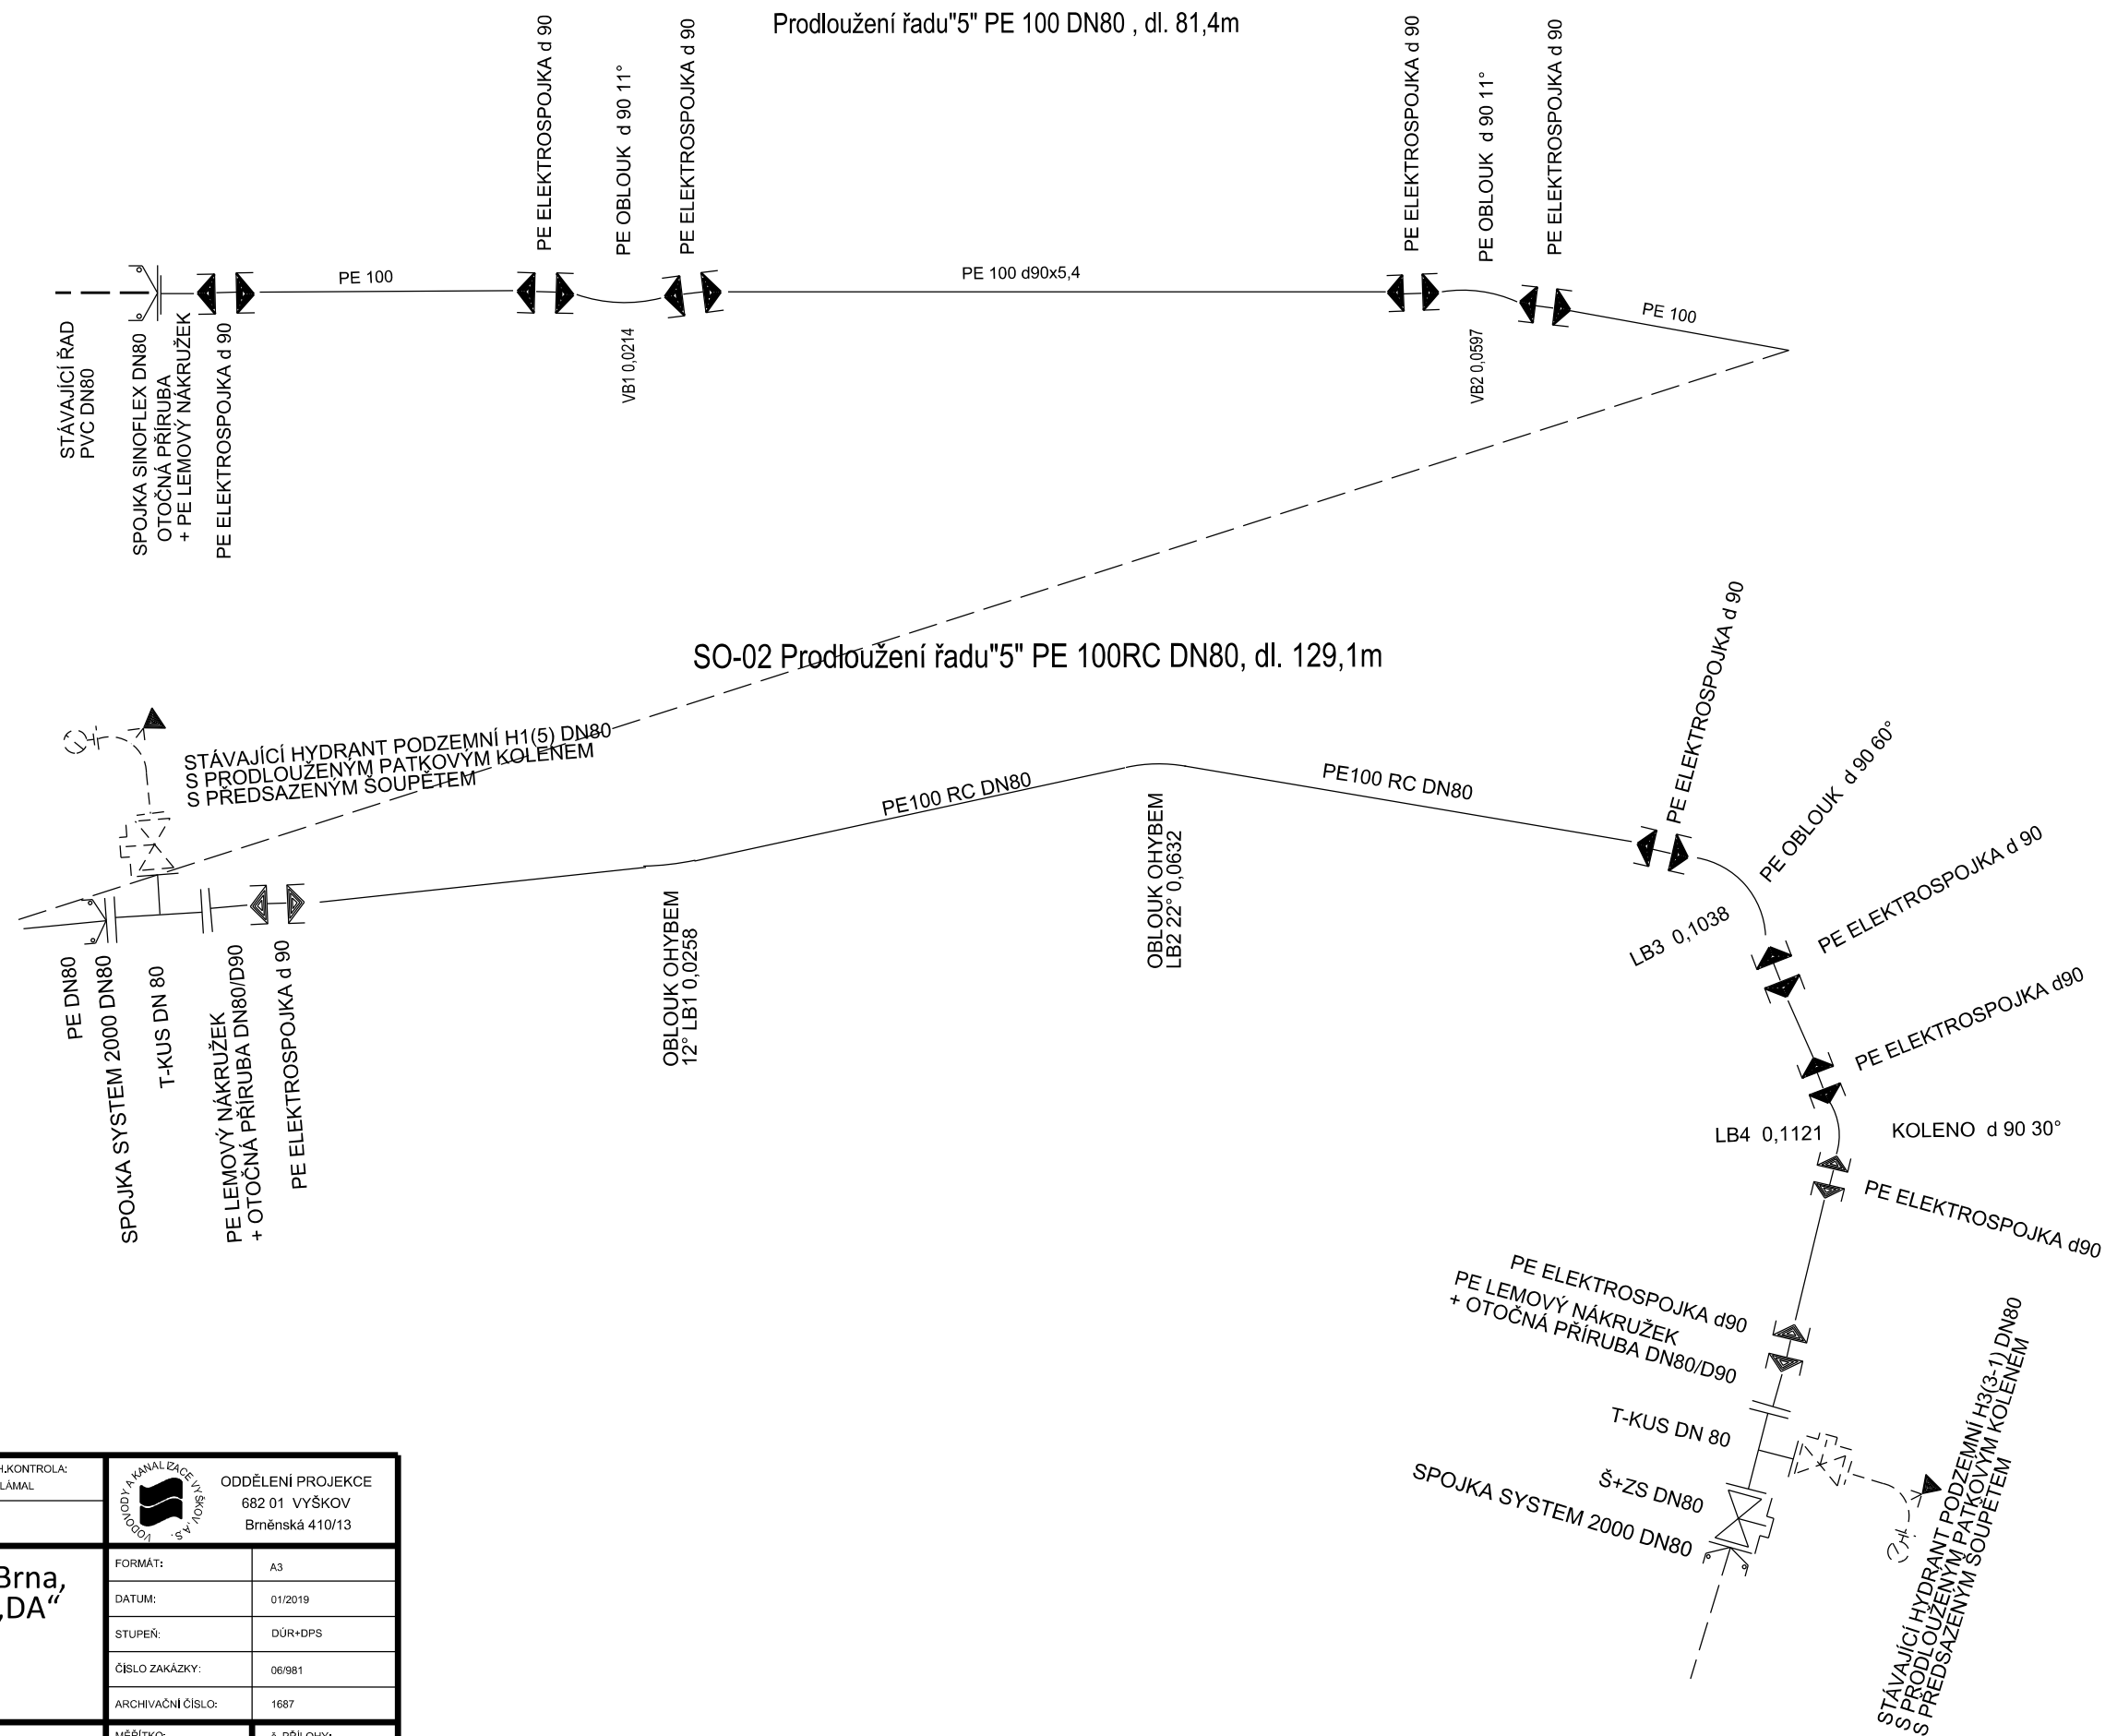 Prodloužení řadu"5" PE 100 DN80 , dl. 81,4m
PE ELEKTROSPOJKA d 90
PE OBLOUK d 90 11°
PE ELEKTROSPOJKA d 90
PE ELEKTROSPOJKA d 90
PE OBLOUK d 90 11°
PE ELEKTROSPOJKA d 90
PE 100
PE 100 d90x5,4
PE 100
STÁVAJÍCÍ ŘAD
PVC DN80
SPOJKA SINOFLEX DN80
OTOČNÁ PŘÍRUBA
+ PE LEMOVÝ NÁKRUŽEK
PE ELEKTROSPOJKA d 90
VB1 0,0214
VB2 0,0597
SO-02 Prodloužení řadu"5" PE 100RC DN80, dl. 129,1m
STÁVAJÍCÍ HYDRANT PODZEMNÍ H1(5) DN80
S PRODLOUŽENÝM PATKOVÝM KOLENEM
S PŘEDSAZENÝM ŠOUPĚTEM
PE100 RC DN80
PE100 RC DN80
PE ELEKTROSPOJKA d 90
PE OBLOUK d 90 60°
PE ELEKTROSPOJKA d 90
PE ELEKTROSPOJKA d90
PE DN80
SPOJKA SYSTEM 2000 DN80
T-KUS DN 80
PE LEMOVÝ NÁKRUŽEK
+ OTOČNÁ PŘÍRUBA DN80/D90
PE ELEKTROSPOJKA d 90
OBLOUK OHYBEM
12° LB1 0,0258
OBLOUK OHYBEM
LB2 22° 0,0632
LB3 0,1038
LB4 0,1121
KOLENO d 90 30°
PE ELEKTROSPOJKA d90
PE ELEKTROSPOJKA d90
PE LEMOVÝ NÁKRUŽEK
+ OTOČNÁ PŘÍRUBA DN80/D90
T-KUS DN 80
Š+ZS DN80
SPOJKA SYSTEM 2000 DN80
STÁVAJÍCÍ HYDRANT PODZEMNÍ H3(3-1) DN80
S PRODLOUŽENÝM PATKOVÝM KOLENEM
S PŘEDSAZENÝM ŠOUPĚTEM
H.KONTROLA:
LÁMAL
VODOVODY A KANALIZACE VYŠKOV, A.S.
ODDĚLENÍ PROJEKCE
682 01 VYŠKOV
Brněnská 410/13
Brna,
„DA“
FORMÁT: A3
DATUM: 01/2019
STUPEŇ: DÚR+DPS
ČÍSLO ZAKÁZKY: 06/981
ARCHIVAČNÍ ČÍSLO: 1687
MĚŘÍTKO: č. PŘÍLOHY: